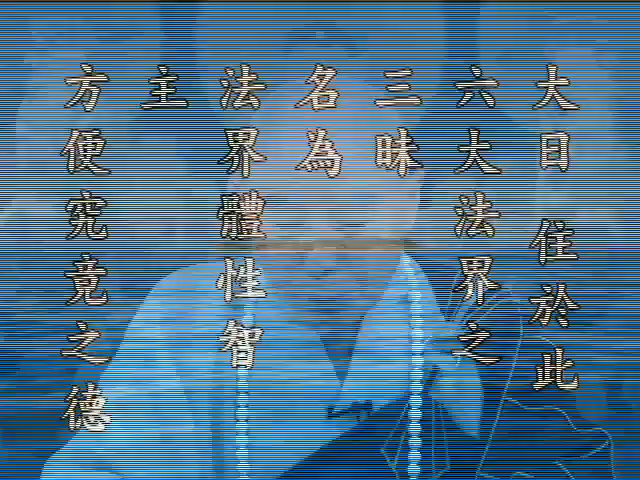 大日 住於此
六大法界之
三昧
名為
法界體性智
主
方便究竟之德